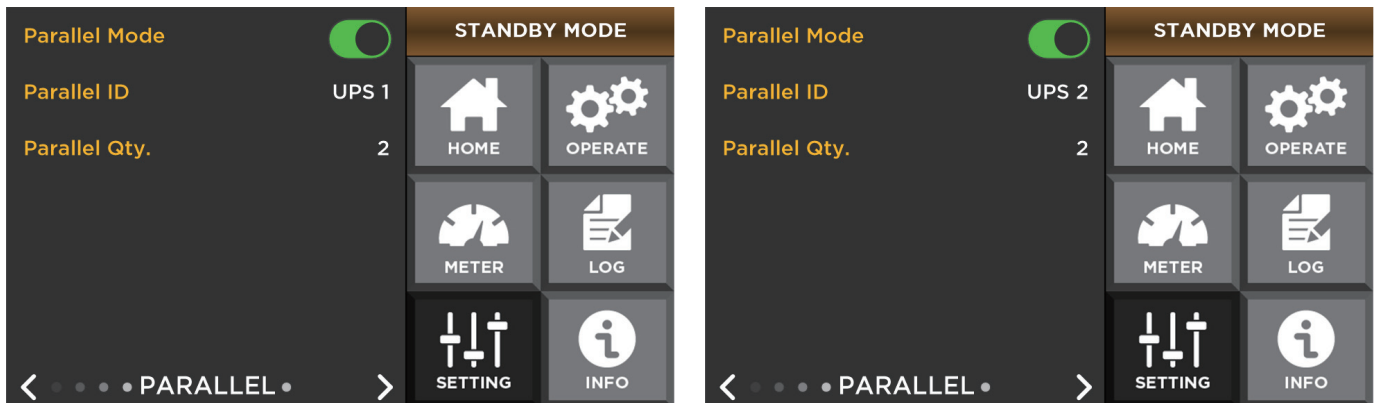 Parallel Mode
STANDBY MODE
Parallel ID UPS 1
Parallel Qty. 2
HOME OPERATE
METER LOG
SETTING INFO
PARALLEL
Parallel Mode
STANDBY MODE
Parallel ID UPS 2
Parallel Qty. 2
HOME OPERATE
METER LOG
SETTING INFO
PARALLEL